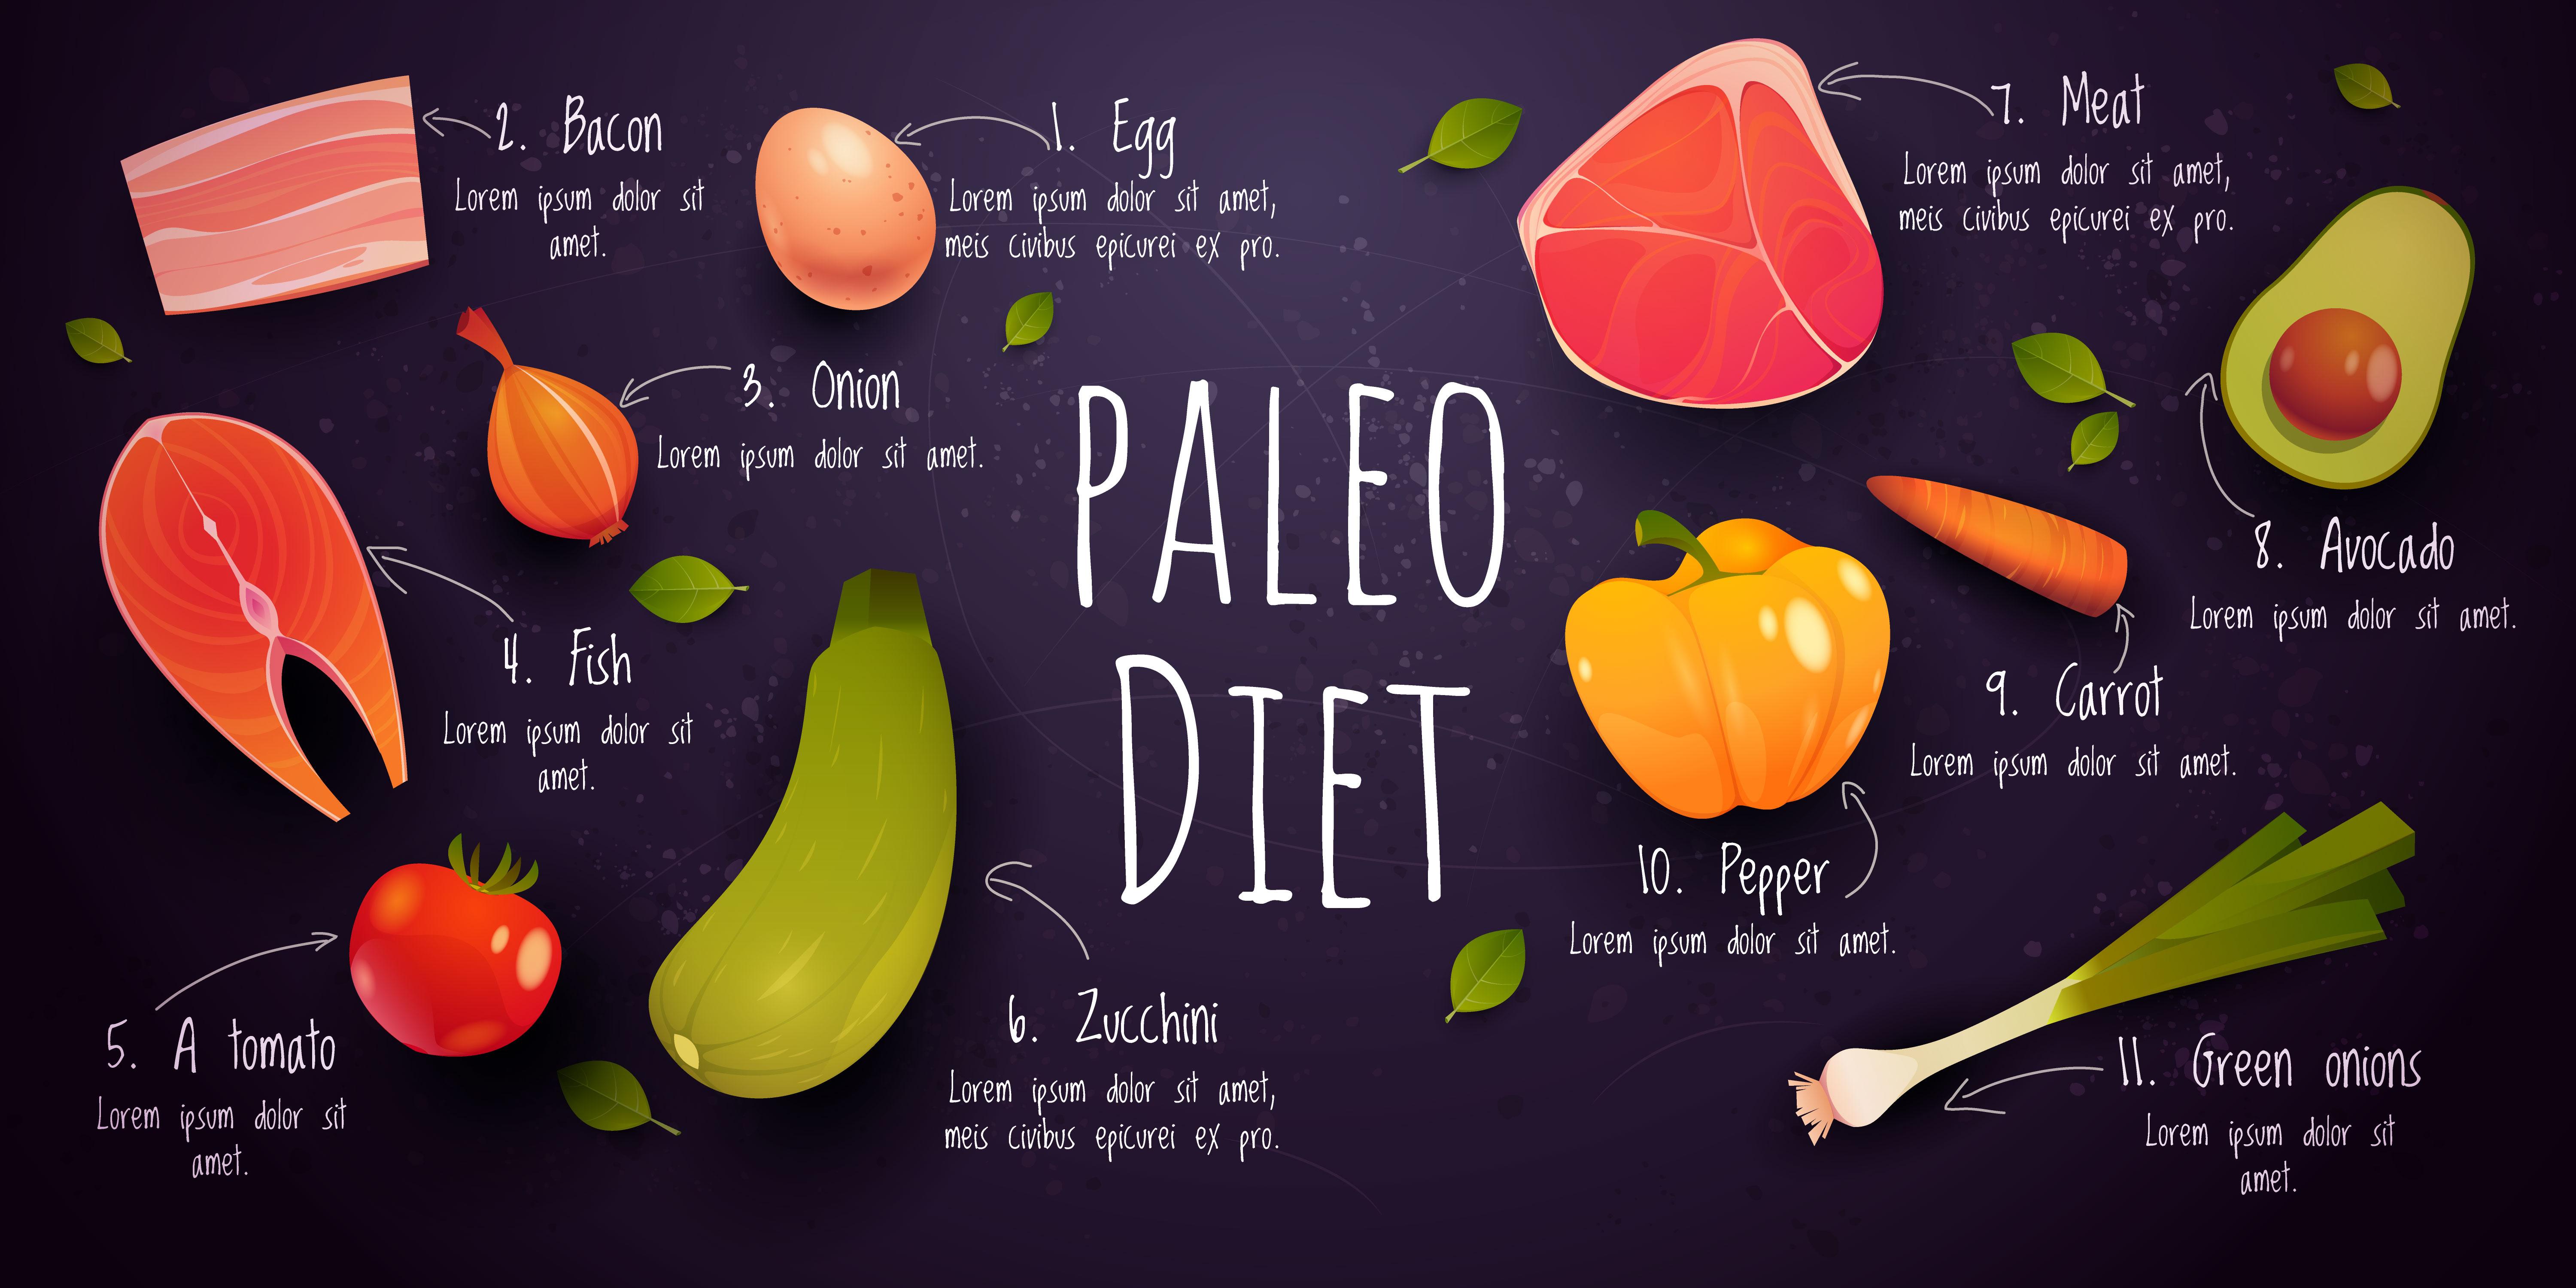 2. Bacon
Lorem ipsum dolor sit
amet.
1. Egg
Lorem ipsum dolor sit amet,
meis civibus epicurei ex pro.
7. Meat
Lorem ipsum dolor sit amet,
meis civibus epicurei ex pro.
3. Onion
Lorem ipsum dolor sit amet.
PALEO
DIET
8. Avocado
Lorem ipsum dolor sit amet.
4. Fish
Lorem ipsum dolor sit
amet.
9. Carrot
Lorem ipsum dolor sit amet.
10. Pepper
Lorem ipsum dolor sit amet.
5. A tomato
Lorem ipsum dolor sit
amet.
6. Zucchini
Lorem ipsum dolor sit amet,
meis civibus epicurei ex pro.
11. Green onions
Lorem ipsum dolor sit
amet.